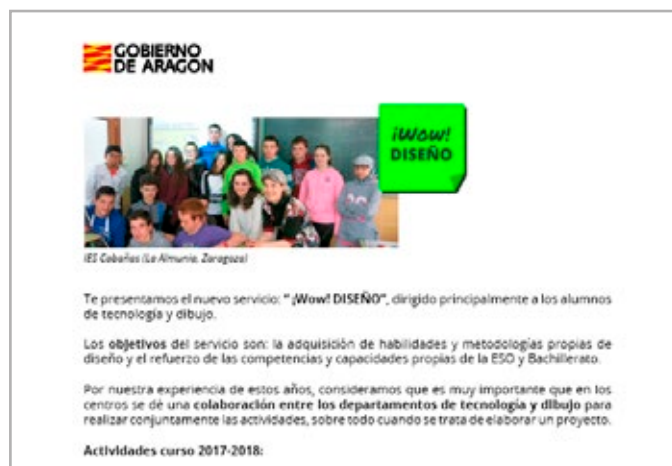 GOBIERNO
DE ARAGON
¡Wow!
DISEÑO
IES Cabañas (La Almunia, Zaragoza)
Te presentamos el nuevo servicio: “ ¡Wow! DISEÑO”, dirigido principalmente a los alumnos
de tecnología y dibujo.
Los objetivos del servicio son: la adquisición de habilidades y metodologías propias de
diseño y el refuerzo de las competencias y capacidades propias de la ESO y Bachillerato.
Por nuestra experiencia de estos años, consideramos que es muy importante que en los
centros se dé una colaboración entre los departamentos de tecnología y dibujo para
realizar conjuntamente las actividades, sobre todo cuando se trata de elaborar un proyecto.
Actividades curso 2017-2018: